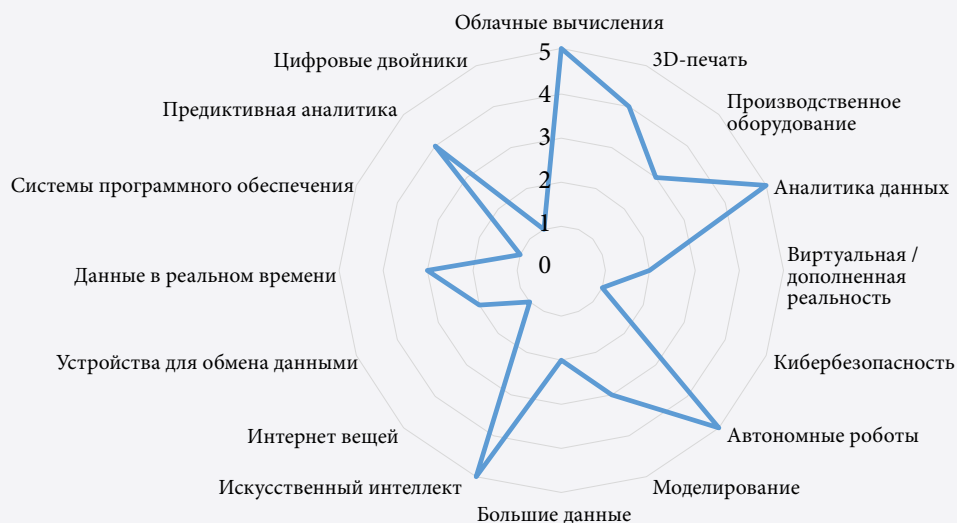 Облачные вычисления
3D-печать
Производственное
оборудование
Аналитика данных
Виртуальная /
дополненная
реальность
Кибербезопасность
Автономные роботы
Моделирование
Большие данные
Искусственный интеллект
Интернет вещей
Устройства для обмена данными
Данные в реальном времени
Системы программного обеспечения
Предиктивная аналитика
Цифровые двойники
5
4
3
2
1
0